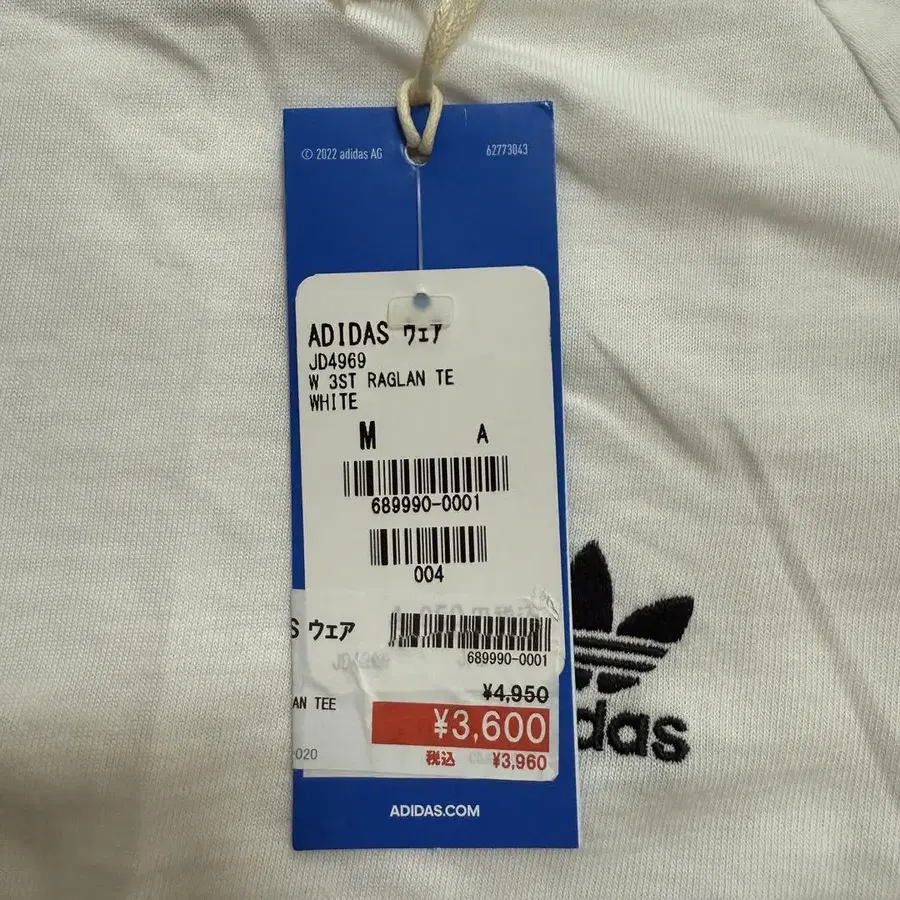 © 2022 adidas AG 62773043
ADIDAS ウェア
JD4969
W 3ST RAGLAN TE
WHITE
M A
689990-0001
004
S ウェア
689990-0001
¥4,950
AN TEE
¥3,600
020
税込 ¥3,960
ADIDAS.COM
das